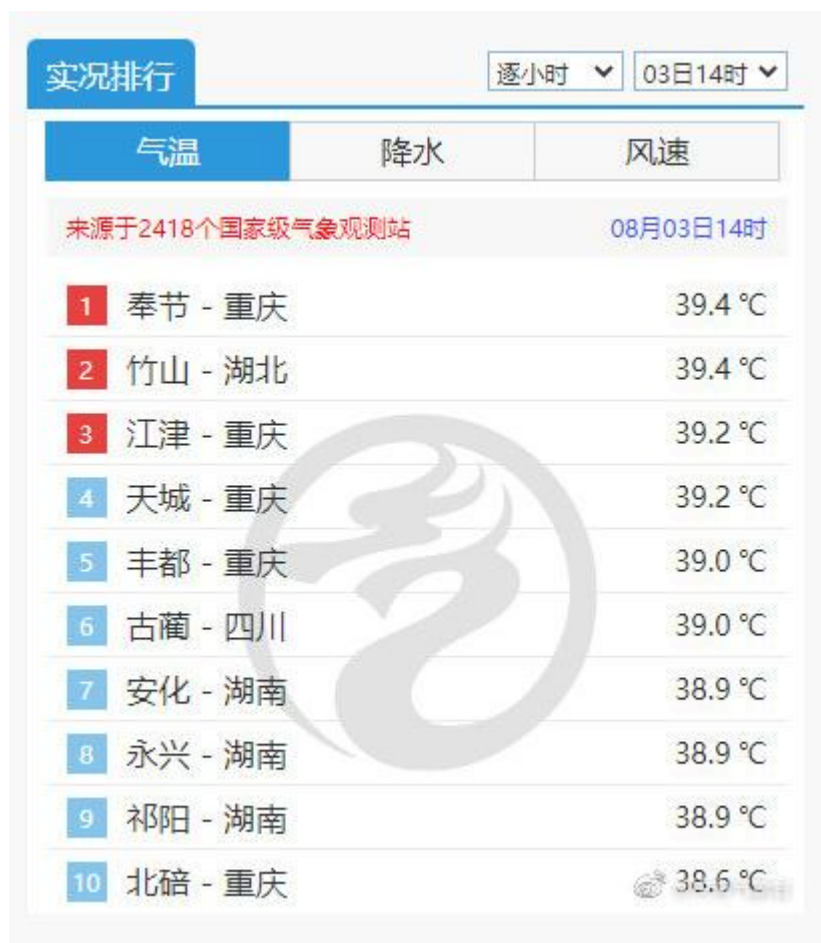 实况排行 逐小时 03日14时
气温 降水 风速
来源于2418个国家级气象观测站 08月03日14时
1 奉节 - 重庆 39.4 ℃
2 竹山 - 湖北 39.4 ℃
3 江津 - 重庆 39.2 ℃
4 天城 - 重庆 39.2 ℃
5 丰都 - 重庆 39.0 ℃
6 古蔺 - 四川 39.0 ℃
7 安化 - 湖南 38.9 ℃
8 永兴 - 湖南 38.9 ℃
9 祁阳 - 湖南 38.9 ℃
10 北碚 - 重庆 38.6 ℃